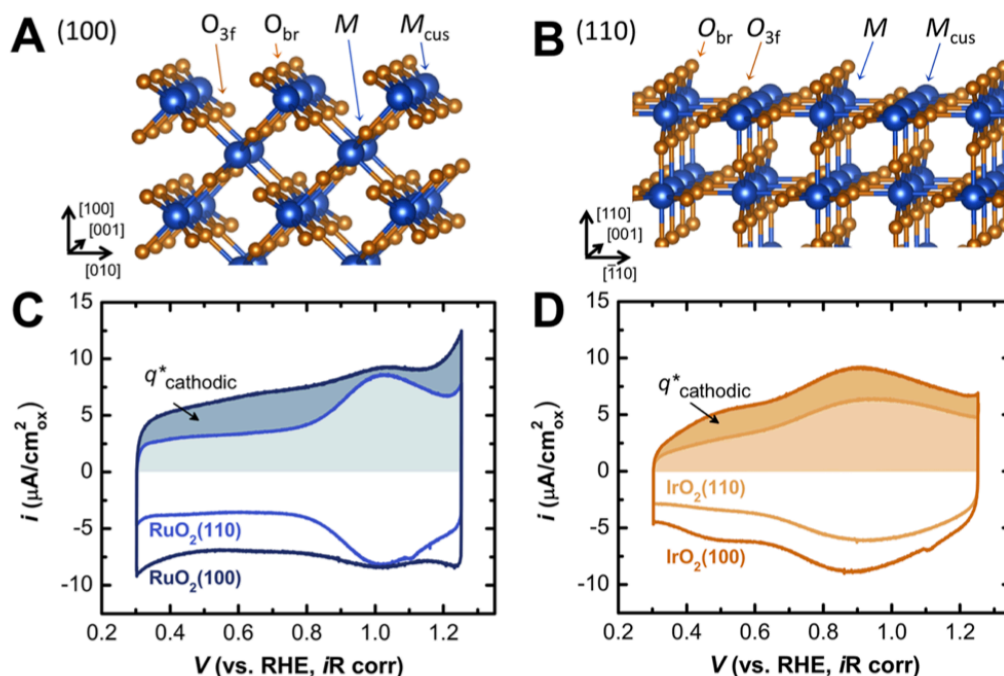 A (100) O3f Obr M Mcus
[100]
[001]
[010]
B (110) Obr O3f M Mcus
[110]
[001]
[1̄10]
C
15
10
5
0
-5
-10
i (μA/cm²ox)
q*cathodic
RuO2(110)
RuO2(100)
0.2 0.4 0.6 0.8 1.0 1.2
V (vs. RHE, iR corr)
D
15
10
5
0
-5
-10
i (μA/cm²ox)
q*cathodic
IrO2(110)
IrO2(100)
0.2 0.4 0.6 0.8 1.0 1.2
V (vs. RHE, iR corr)